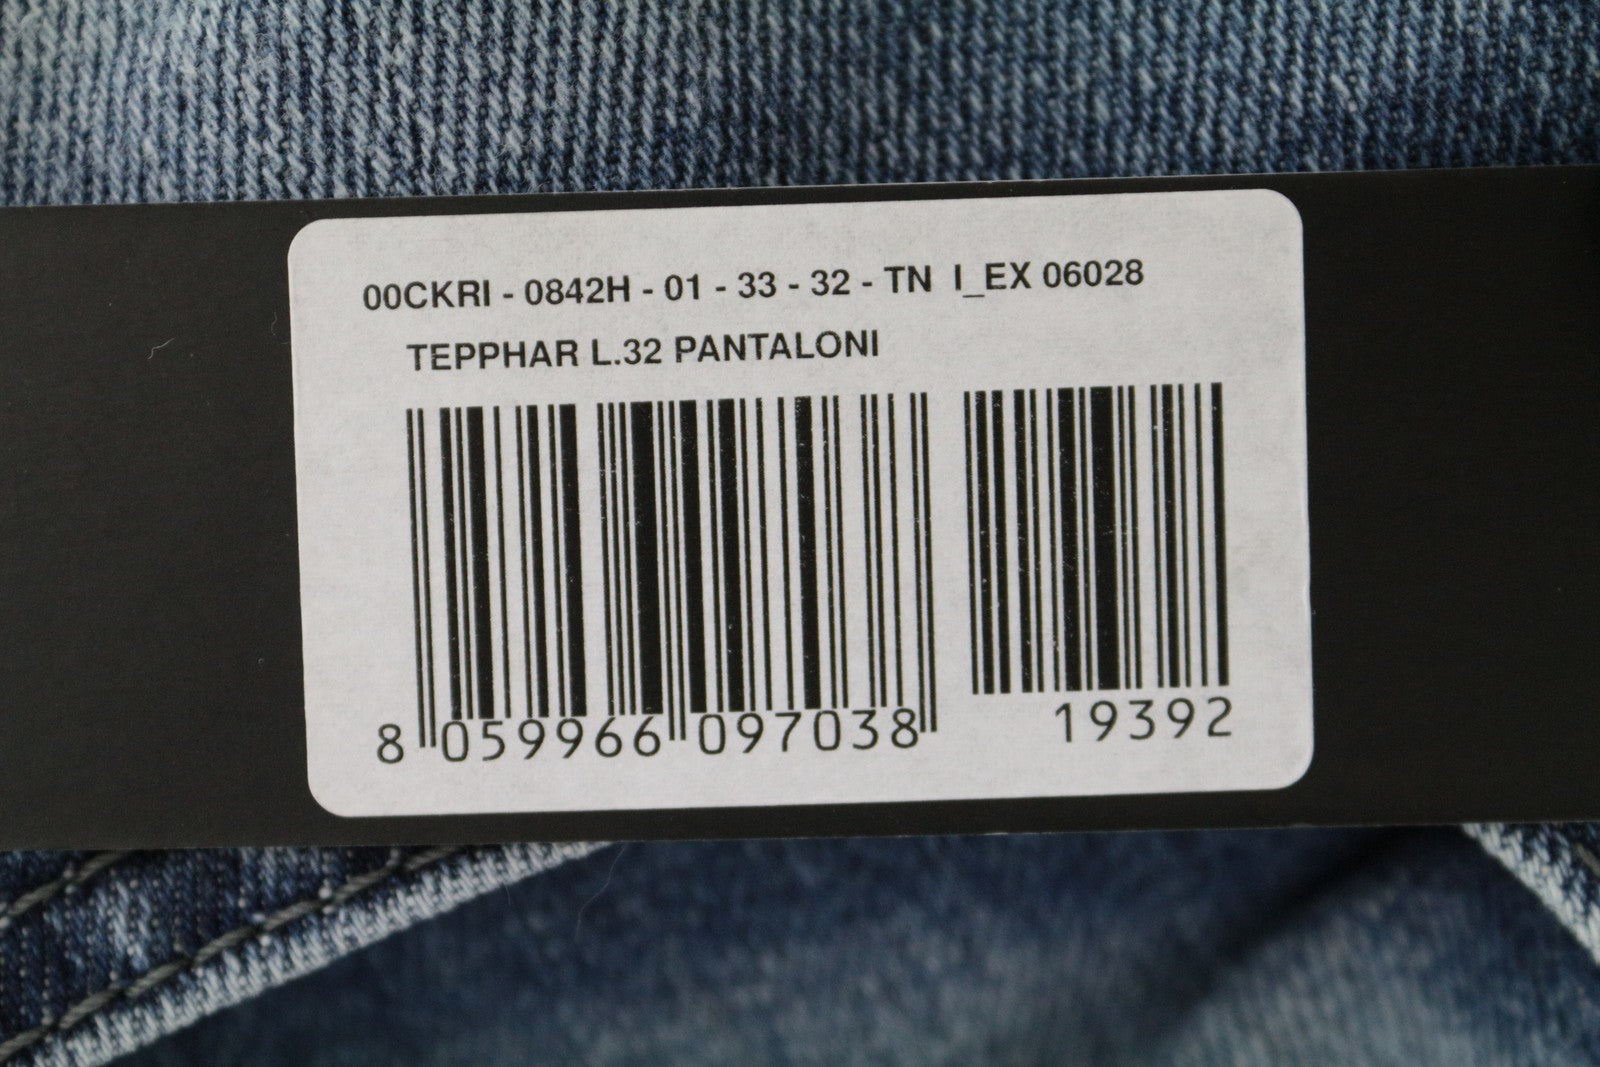 00CKRI - 0842H - 01 - 33 - 32 - TN I_EX 06028
TEPPHAR L.32 PANTALONI
8 059966 097038 19392